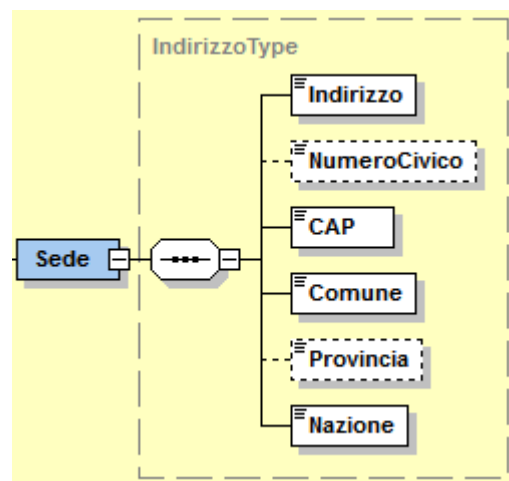 IndirizzoType
Indirizzo
NumeroCivico
CAP
Sede
Comune
Provincia
Nazione